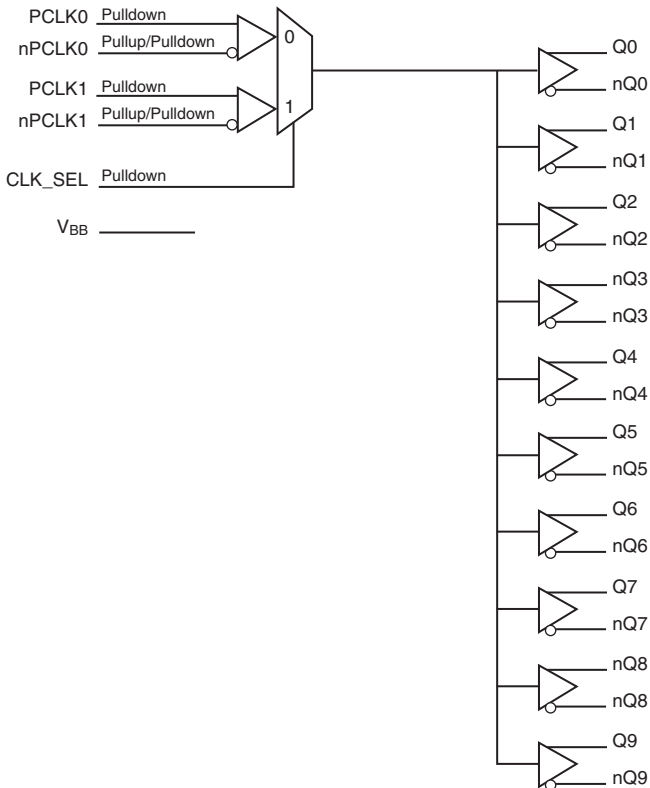 PCLK0 Pulldown
nPCLK0 Pullup/Pulldown
0
PCLK1 Pulldown
nPCLK1 Pullup/Pulldown
1
CLK_SEL Pulldown
VBB
Q0
nQ0
Q1
nQ1
Q2
nQ2
nQ3
nQ3
Q4
nQ4
Q5
nQ5
Q6
nQ6
Q7
nQ7
nQ8
nQ8
Q9
nQ9